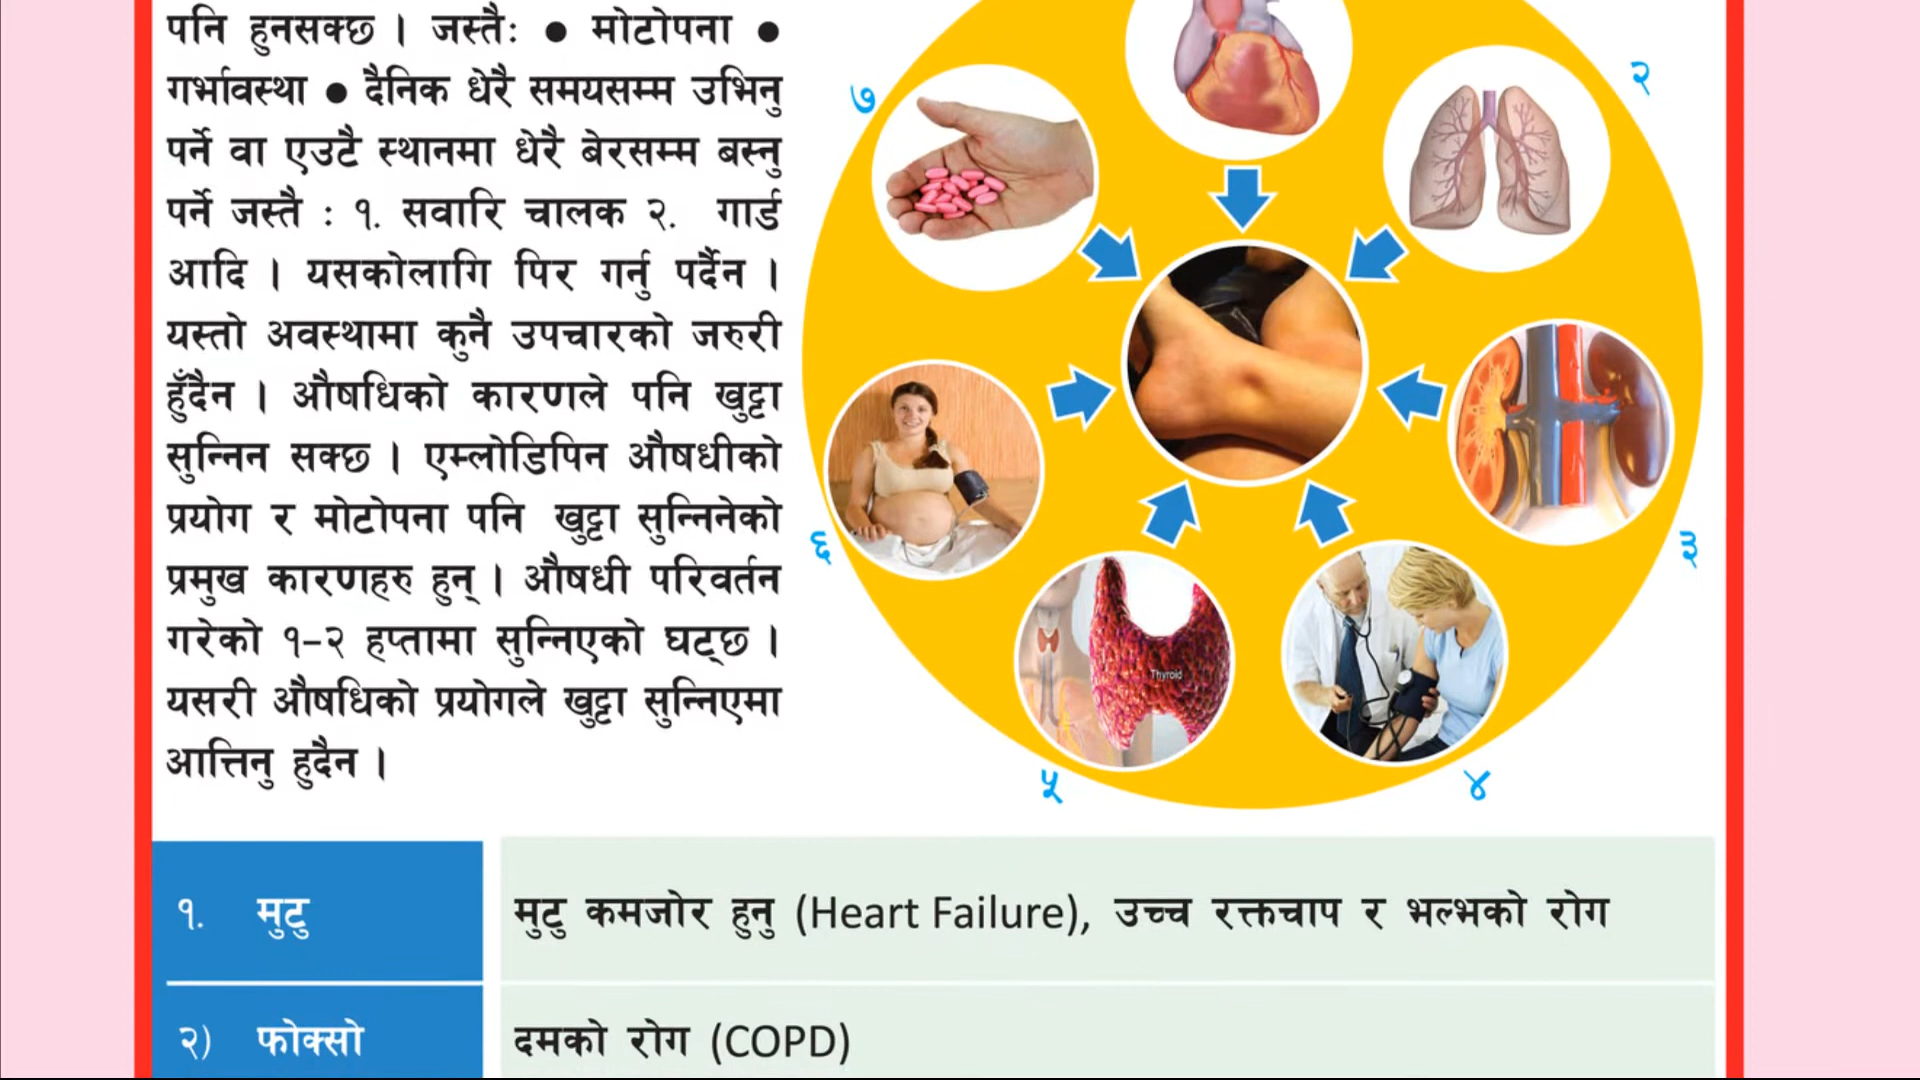 पनि हुनसक्छ । जस्तैः ● मोटोपना ●
गर्भावस्था ● दैनिक धेरै समयसम्म उभिनु
पर्ने वा एउटै स्थानमा धेरै बेरसम्म बस्नु
पर्ने जस्तै : १. सवारि चालक २. गार्ड
आदि । यसकोलागि पिर गर्नु पर्दैन ।
यस्तो अवस्थामा कुनै उपचारको जरुरी
हुँदैन । औषधिको कारणले पनि खुट्टा
सुन्निन सक्छ । एम्लोडिपिन औषधीको
प्रयोग र मोटोपना पनि खुट्टा सुन्निनेको
प्रमुख कारणहरु हुन् । औषधी परिवर्तन
गरेको १–२ हप्तामा सुन्निएको घट्छ ।
यसरी औषधिको प्रयोगले खुट्टा सुन्निएमा
आत्तिनु हुदैन ।
२
३
४
५
Thyroid
६
७
१. मुटु
मुटु कमजोर हुनु (Heart Failure), उच्च रक्तचाप र भल्भको रोग
२) फोक्सो
दमको रोग (COPD)